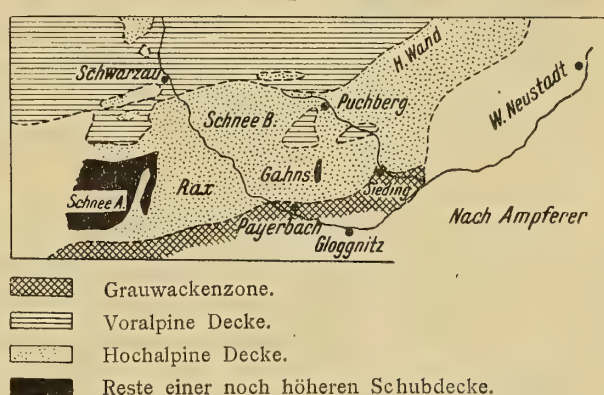 Schwarzau
H. Wand
W. Neustadt
Puchberg
Schnee B.
Gahns
Sieding
Rax
Schnee A.
Payerbach
Nach Ampferer
Gloggnitz
Grauwackenzone.
Voralpine Decke.
Hochalpine Decke.
Reste einer noch höheren Schubdecke.